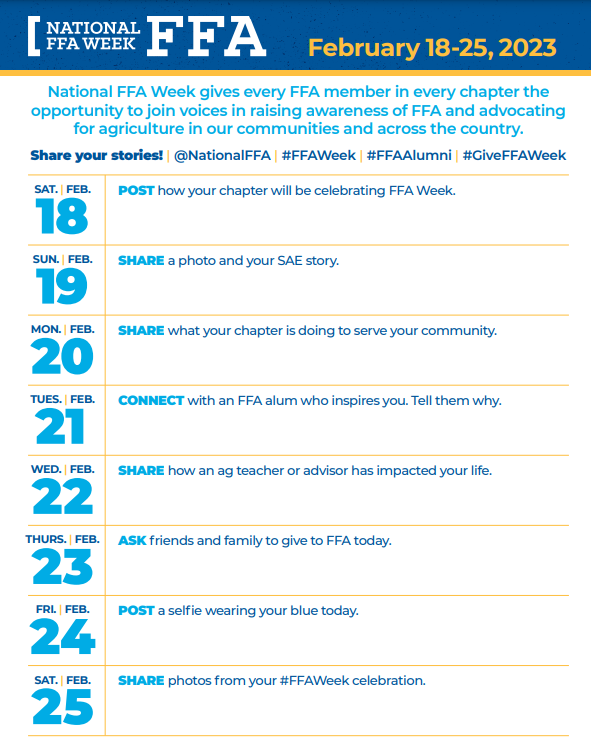 NATIONAL
FFA WEEK
FFA
February 18-25, 2023
National FFA Week gives every FFA member in every chapter the
opportunity to join voices in raising awareness of FFA and advocating
for agriculture in our communities and across the country.
Share your stories! | @NationalFFA | #FFAWeek | #FFAAlumni | #GiveFFAWeek
SAT. | FEB.
18
POST how your chapter will be celebrating FFA Week.
SUN. | FEB.
19
SHARE a photo and your SAE story.
MON. | FEB.
20
SHARE what your chapter is doing to serve your community.
TUES. | FEB.
21
CONNECT with an FFA alum who inspires you. Tell them why.
WED. | FEB.
22
SHARE how an ag teacher or advisor has impacted your life.
THURS. | FEB.
23
ASK friends and family to give to FFA today.
FRI. | FEB.
24
POST a selfie wearing your blue today.
SAT. | FEB.
25
SHARE photos from your #FFAWeek celebration.